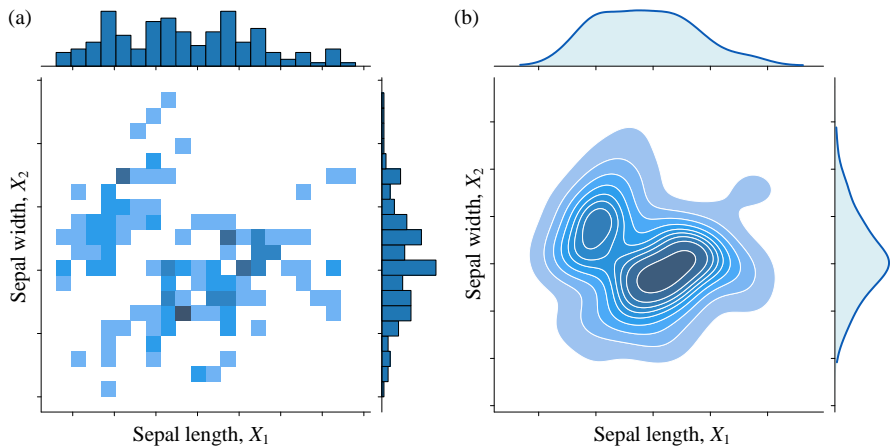 (a)
Sepal width, X2
Sepal length, X1
(b)
Sepal width, X2
Sepal length, X1